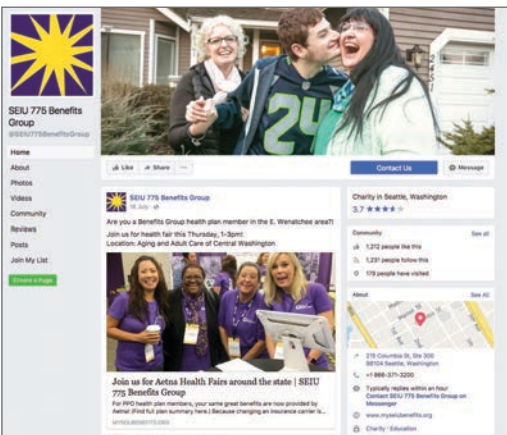 SEIU 775 Benefits
Group
@SEIU775BenefitsGroup
Home
About
Photos
Videos
Community
Reviews
Posts
Join My List
Create a Page
24
Like
Share
Contact Us
Message
SEIU 775 Benefits Group
18 July
Are you a Benefits Group health plan member in the E. Wenatchee area?!
Join us for health fair this Thursday, 1-3pm!
Location: Aging and Adult Care of Central Washington
Join us for Aetna Health Fairs around the state | SEIU
775 Benefits Group
For PPO health plan members, your same great benefits are now provided by
Aetna! (Find full plan summary here.) Because changing an insurance carrier is...
MYSEIUBENEFITS.ORG
Charity in Seattle, Washington
3.7
Community
See all
1,212 people like this
1,231 people follow this
179 people have visited
About
See All
215 Columbia St, Ste 300
98104 Seattle, Washington
+1 866-371-3200
Typically replies within an hour
Contact SEIU 775 Benefits Group on
Messenger
www.myseiubenefits.org
Charity · Education